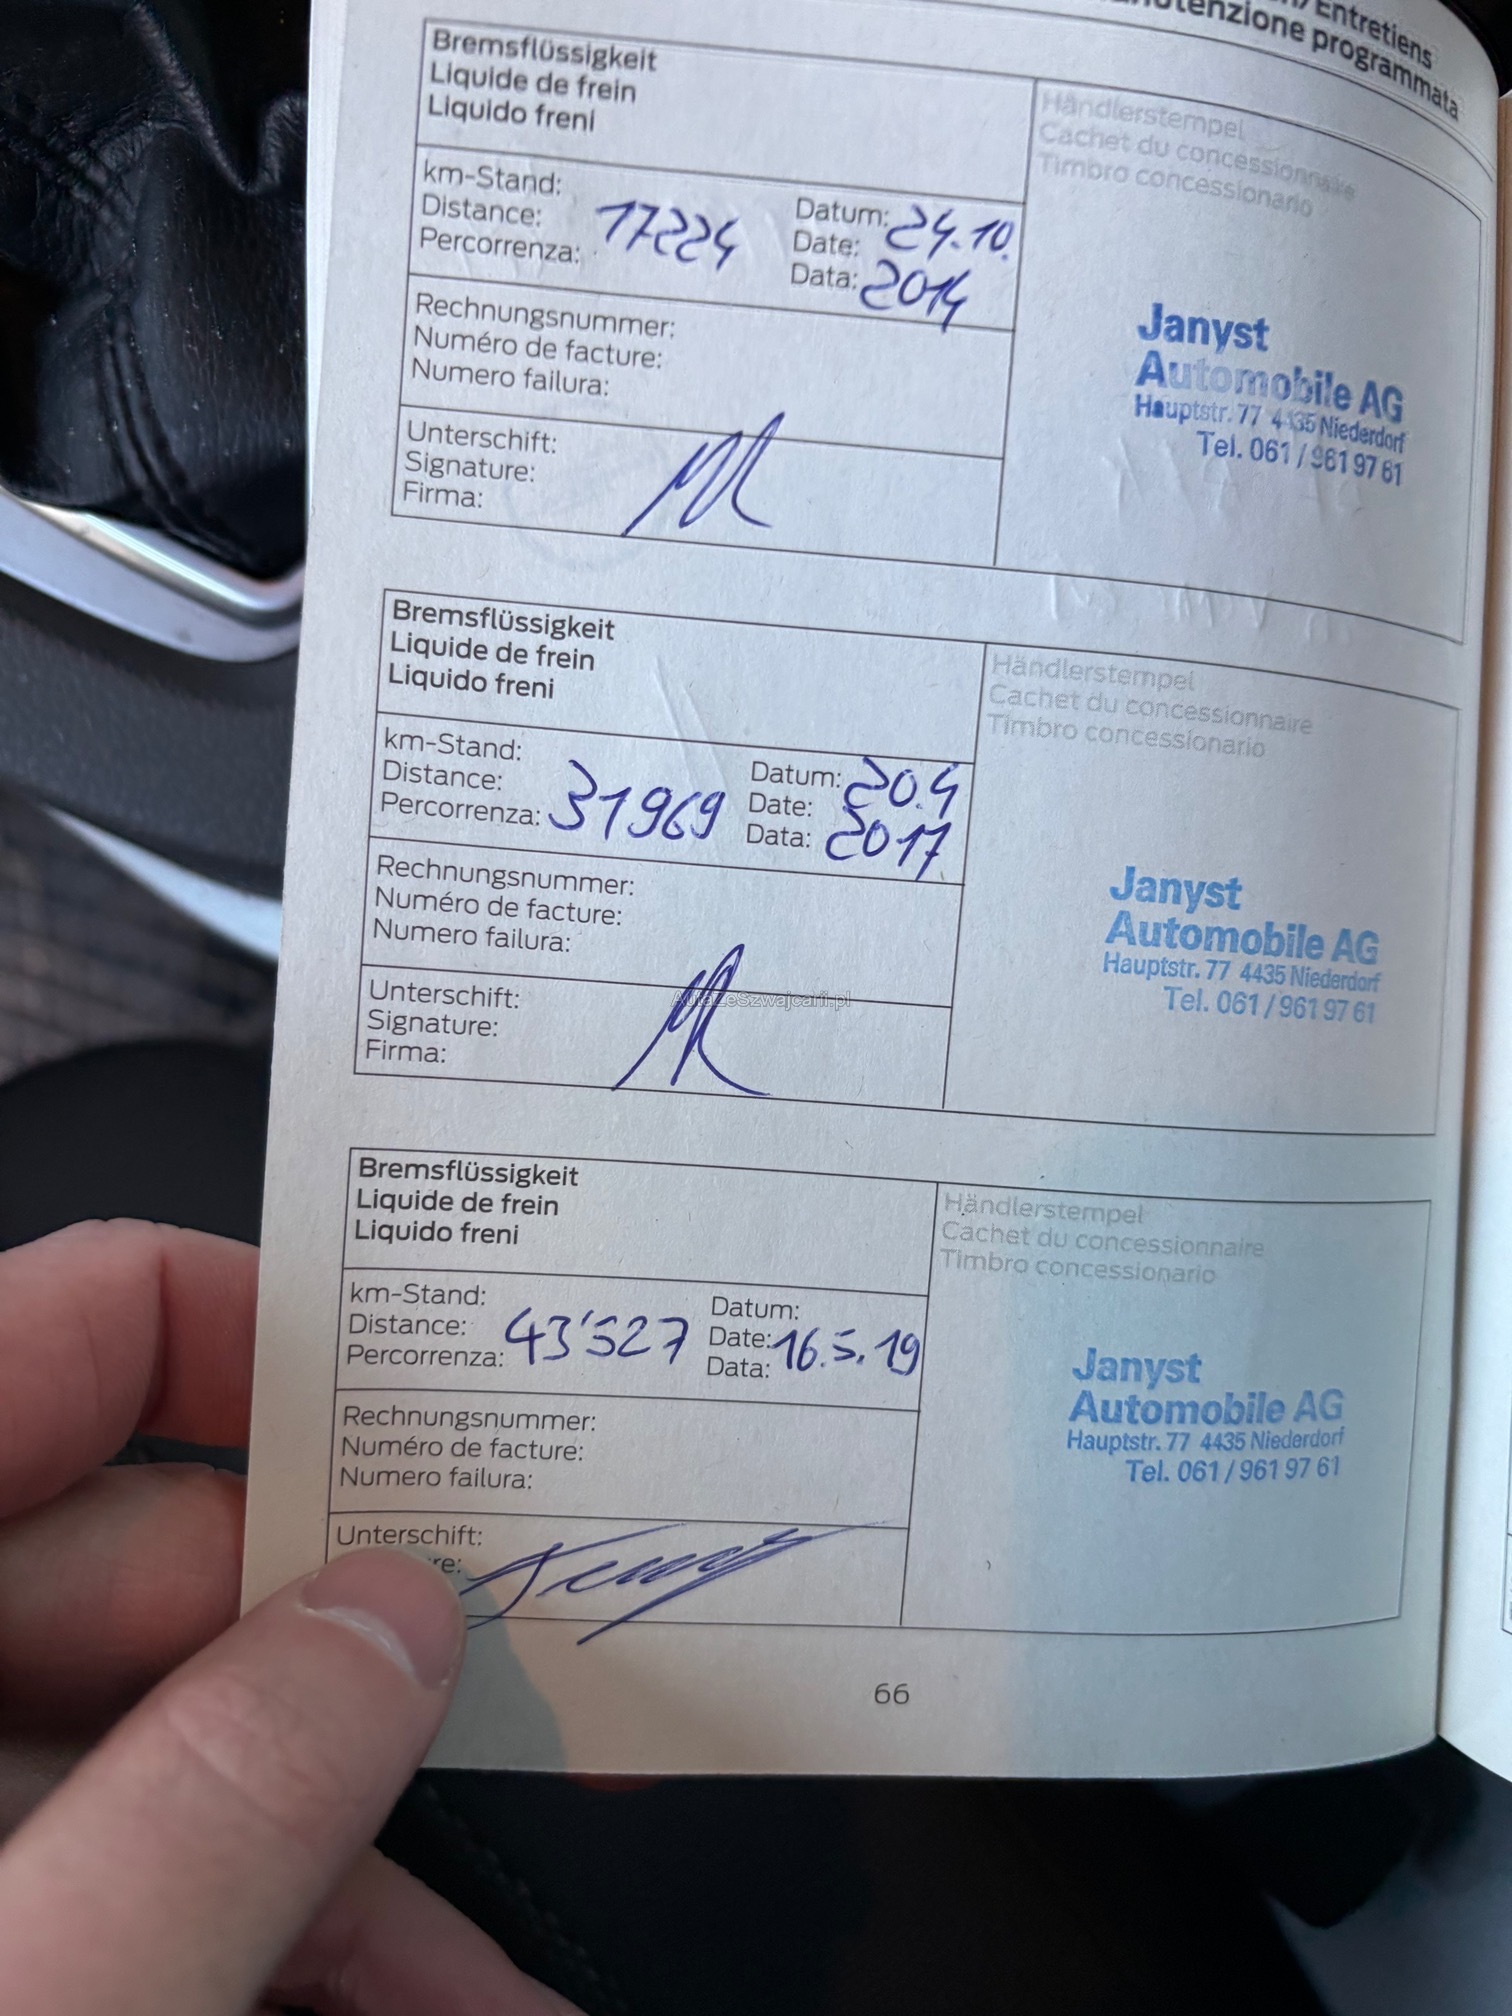 Entretiens
programmata
Bremsflüssigkeit
Liquide de frein
Liquido freni
Händlerstempel
Cachet du concessionnaire
Timbro concessionario
km-Stand:
Distance:
Percorrenza:
17224
Datum:
Date:
Data:
24.10.
2014
Rechnungsnummer:
Numéro de facture:
Numero failura:
Unterschift:
Signature:
Firma:
Janyst
Automobile AG
Hauptstr. 77 4435 Niederdorf
Tel. 061 / 961 97 61
Bremsflüssigkeit
Liquide de frein
Liquido freni
Händlerstempel
Cachet du concessionnaire
Timbro concessionario
km-Stand:
Distance:
Percorrenza:
31969
Datum:
Date:
Data:
20.4
2017
Rechnungsnummer:
Numéro de facture:
Numero failura:
Unterschift:
Signature:
Firma:
Janyst
Automobile AG
Hauptstr. 77 4435 Niederdorf
Tel. 061 / 961 97 61
AutaZeSzwajcarii.pl
Bremsflüssigkeit
Liquide de frein
Liquido freni
Händlerstempel
Cachet du concessionnaire
Timbro concessionario
km-Stand:
Distance:
Percorrenza:
43'527
Datum:
Date:
Data:
16.5.19
Rechnungsnummer:
Numéro de facture:
Numero failura:
Unterschift:
re:
Janyst
Automobile AG
Hauptstr. 77 4435 Niederdorf
Tel. 061 / 961 97 61
66